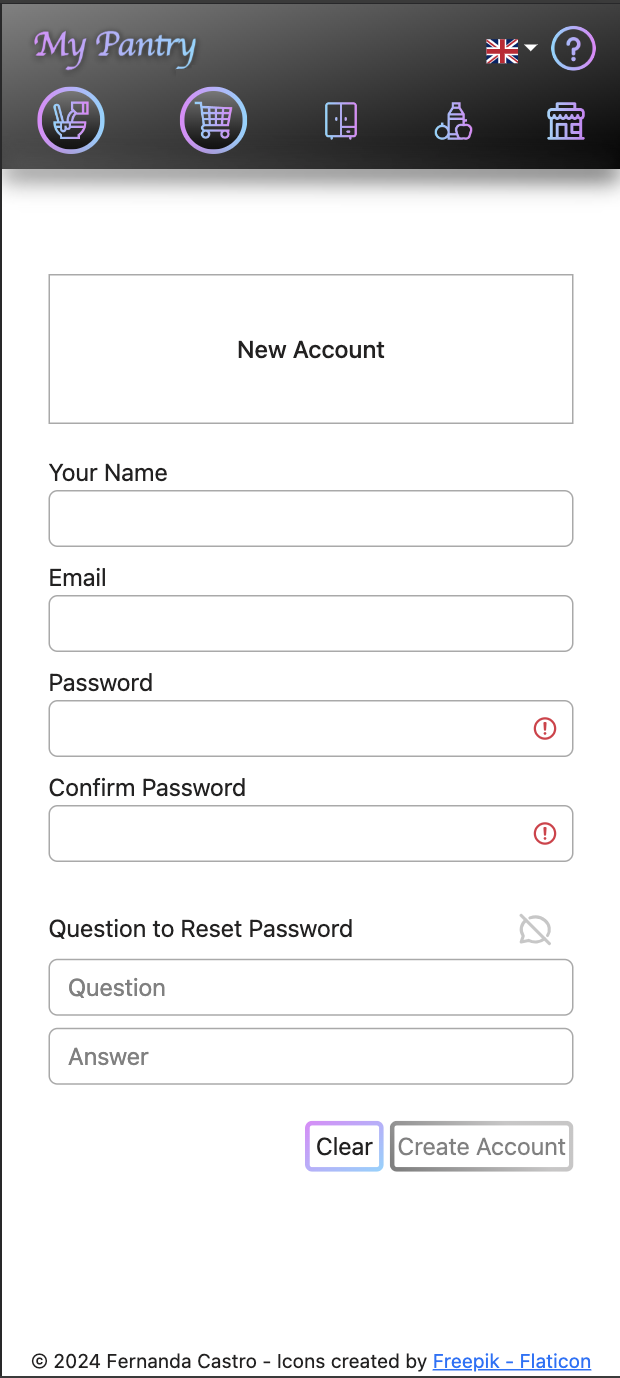 My Pantry
?
New Account
Your Name
Email
Password
Confirm Password
Question to Reset Password
Question
Answer
Clear
Create Account
© 2024 Fernanda Castro - Icons created by Freepik - Flaticon